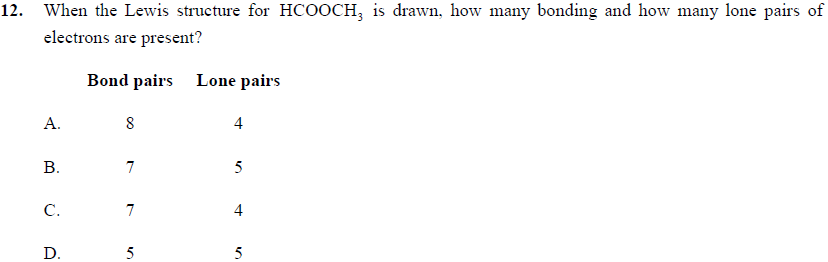 12. When the Lewis structure for HCOOCH₃ is drawn, how many bonding and how many lone pairs of
electrons are present?
Bond pairs Lone pairs
A. 8 4
B. 7 5
C. 7 4
D. 5 5